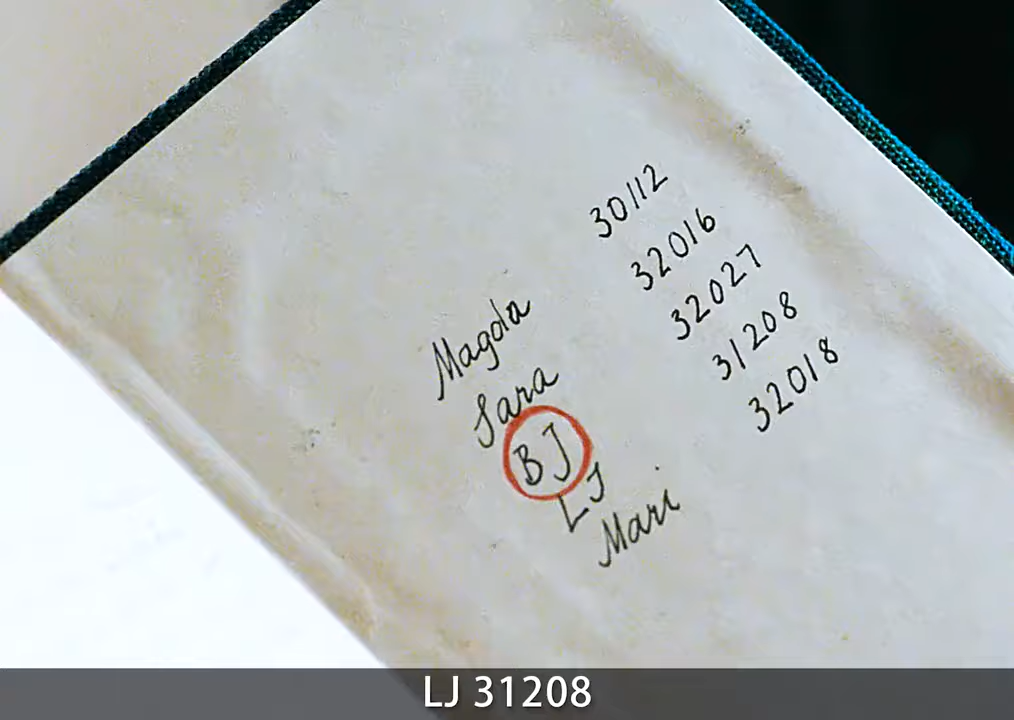 Magda 30112
Sara 32016
BJ 32027
LJ 31208
Mari 32018
LJ 31208